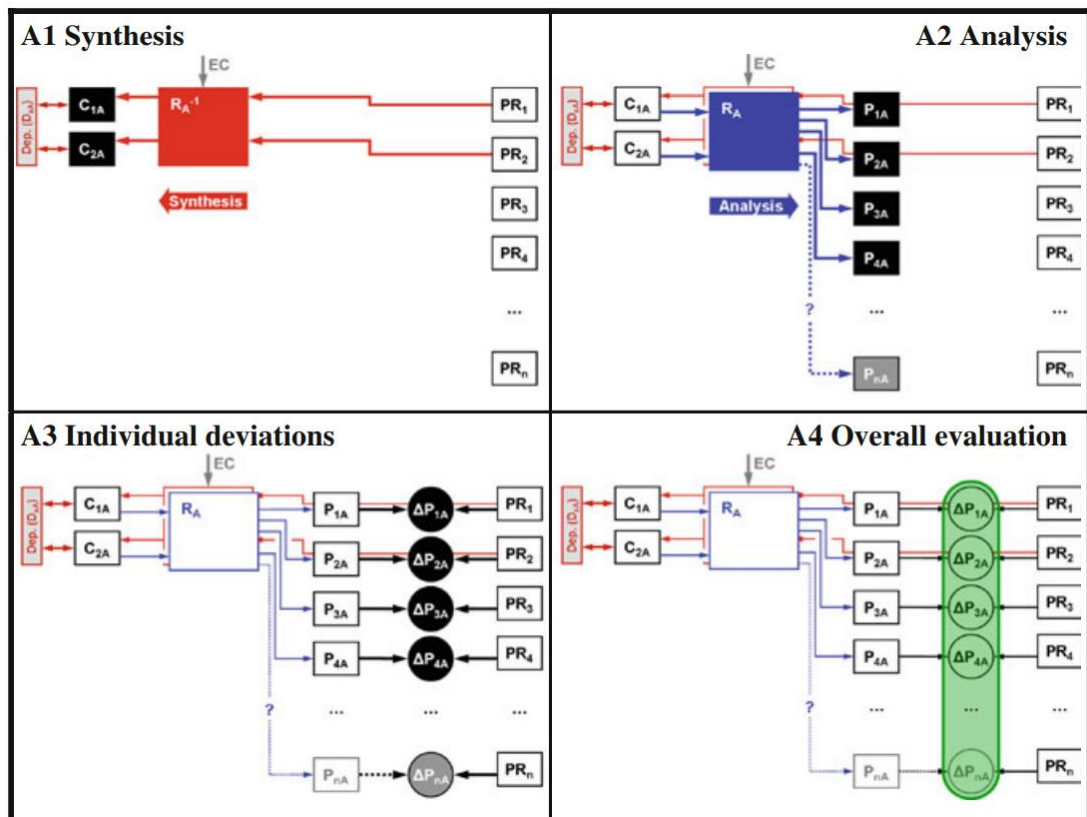 A1 Synthesis
EC
Dep. (DₓA)
C1A
C2A
RA⁻¹
Synthesis
PR1
PR2
PR3
PR4
...
PRn
A2 Analysis
EC
Dep. (DₓA)
C1A
C2A
RA
Analysis
?
P1A
P2A
P3A
P4A
...
PnA
PR1
PR2
PR3
PR4
...
PRn
A3 Individual deviations
EC
Dep. (DₓA)
C1A
C2A
RA
?
P1A
P2A
P3A
P4A
...
PnA
ΔP1A
ΔP2A
ΔP3A
ΔP4A
...
ΔPnA
PR1
PR2
PR3
PR4
...
PRn
A4 Overall evaluation
EC
Dep. (DₓA)
C1A
C2A
RA
?
P1A
P2A
P3A
P4A
...
PnA
ΔP1A
ΔP2A
ΔP3A
ΔP4A
...
ΔPnA
PR1
PR2
PR3
PR4
...
PRn